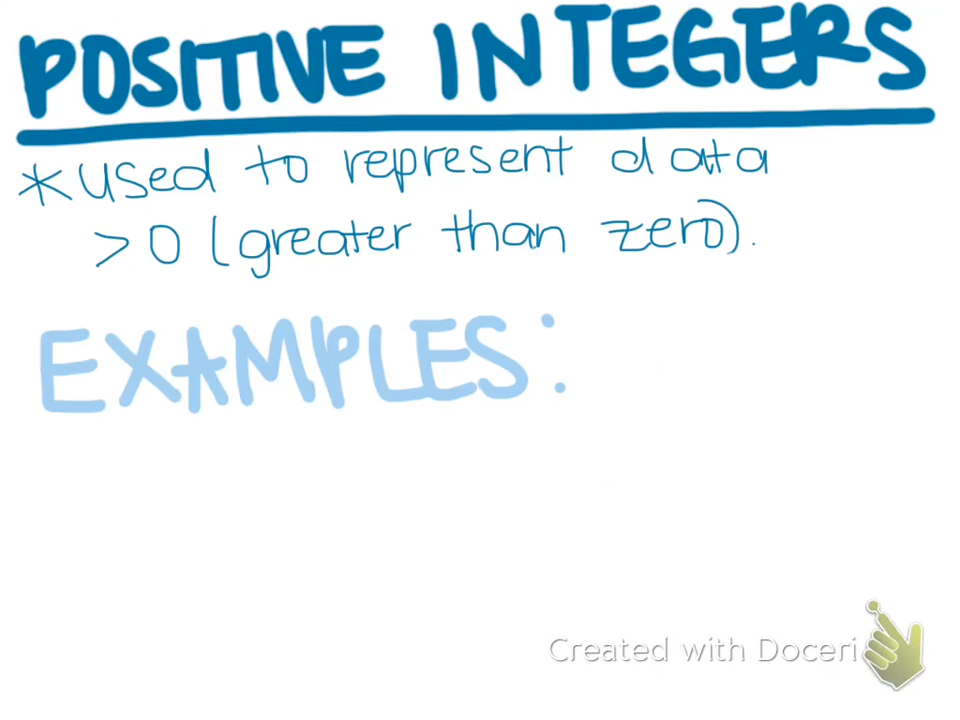 POSITIVE INTEGERS
*used to represent data
>0 (greater than zero).
EXAMPLES:
Created with Doceri